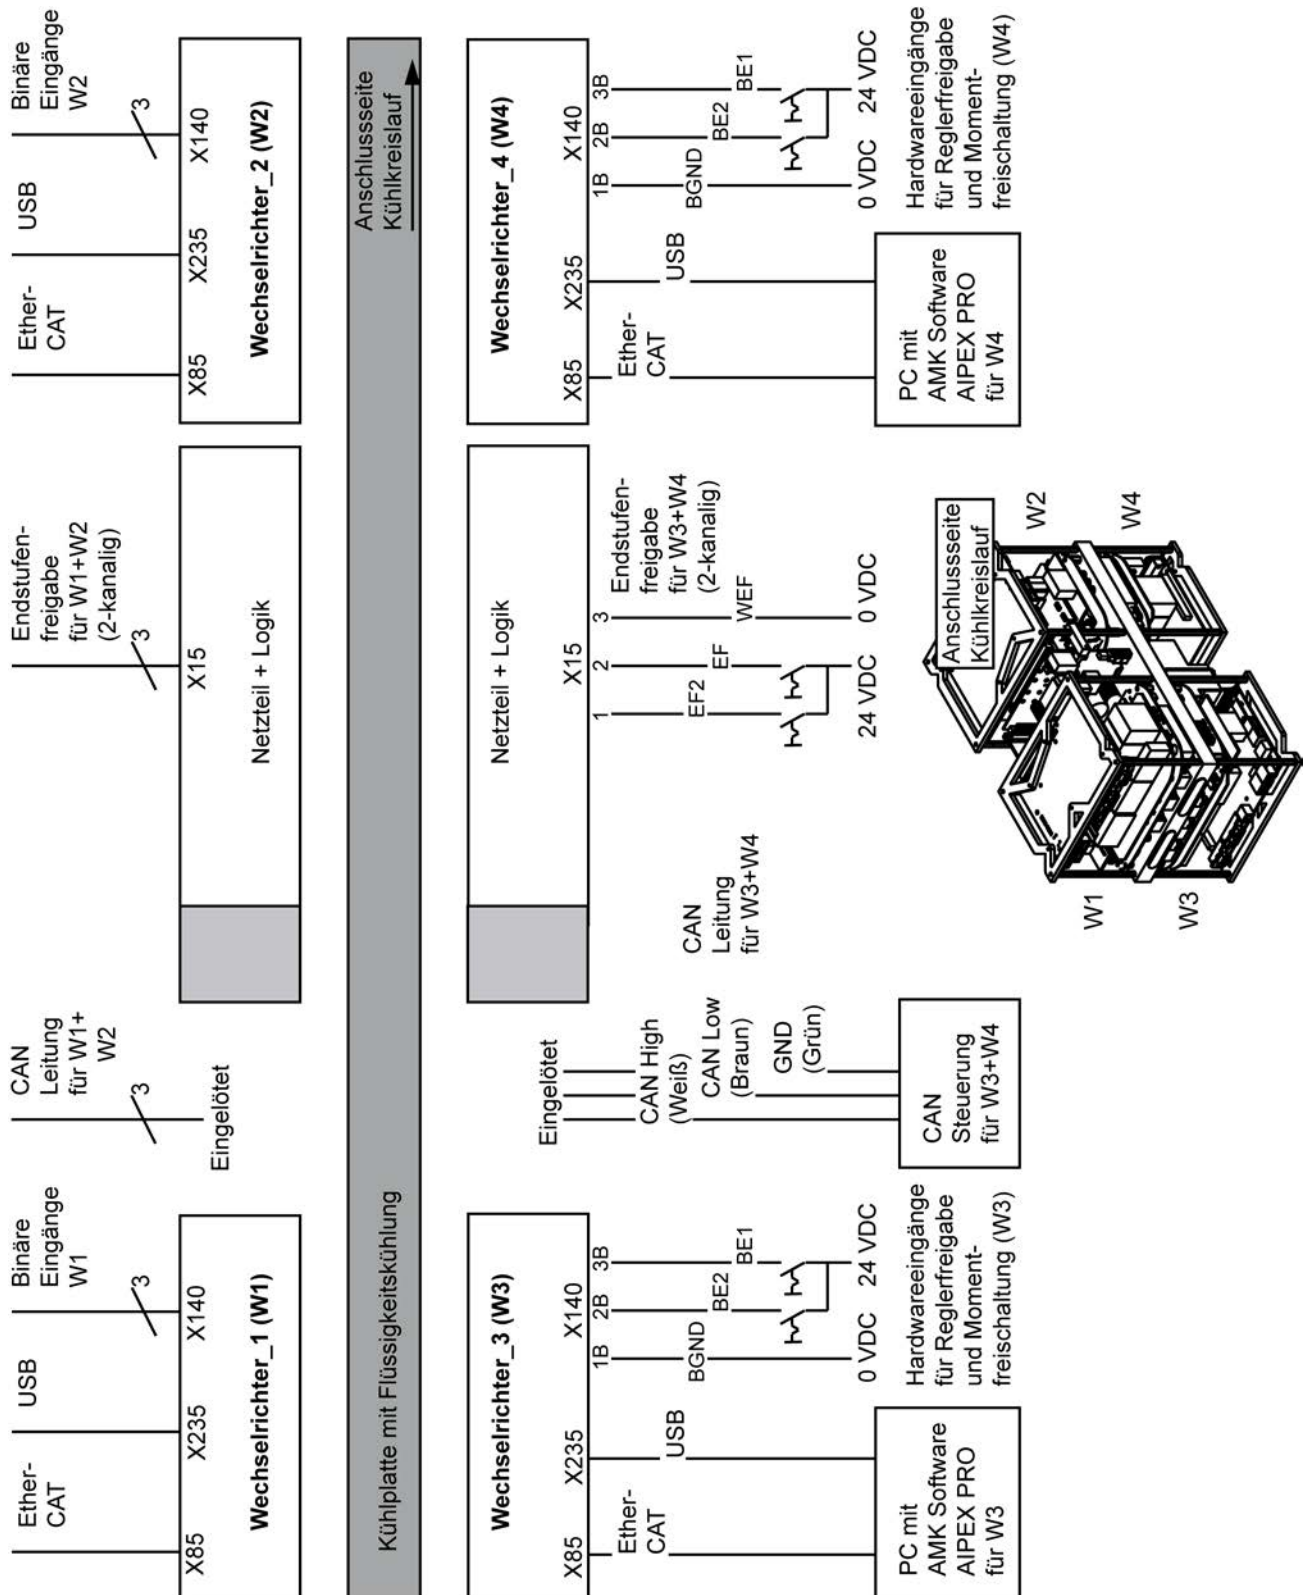 Ether-
CAT
USB
Binäre
Eingänge
W1
3
X85
X235
X140
Wechselrichter_1 (W1)
CAN
Leitung
für W1+
W2
3
Eingelötet
Endstufen-
freigabe
für W1+W2
(2-kanalig)
3
X15
Netzteil + Logik
Ether-
CAT
USB
Binäre
Eingänge
W2
3
X85
X235
X140
Wechselrichter_2 (W2)
Kühlplatte mit Flüssigkeitskühlung
Anschlussseite
Kühlkreislauf
Wechselrichter_3 (W3)
X85
X235
X140
1B
2B
3B
Ether-
CAT
USB
BGND
BE2
BE1
0 VDC
24 VDC
PC mit
AMK Software
AIPEX PRO
für W3
Hardwareeingänge
für Reglerfreigabe
und Moment-
freischaltung (W3)
Eingelötet
CAN High
(Weiß)
CAN Low
(Braun)
GND
(Grün)
CAN
Steuerung
für W3+W4
CAN
Leitung
für W3+W4
Netzteil + Logik
X15
1
2
3
EF2
EF
WEF
Endstufen-
freigabe
für W3+W4
(2-kanalig)
24 VDC
0 VDC
Wechselrichter_4 (W4)
X85
X235
X140
1B
2B
3B
Ether-
CAT
USB
BGND
BE2
BE1
0 VDC
24 VDC
PC mit
AMK Software
AIPEX PRO
für W4
Hardwareeingänge
für Reglerfreigabe
und Moment-
freischaltung (W4)
Anschlussseite
Kühlkreislauf
W1
W2
W3
W4